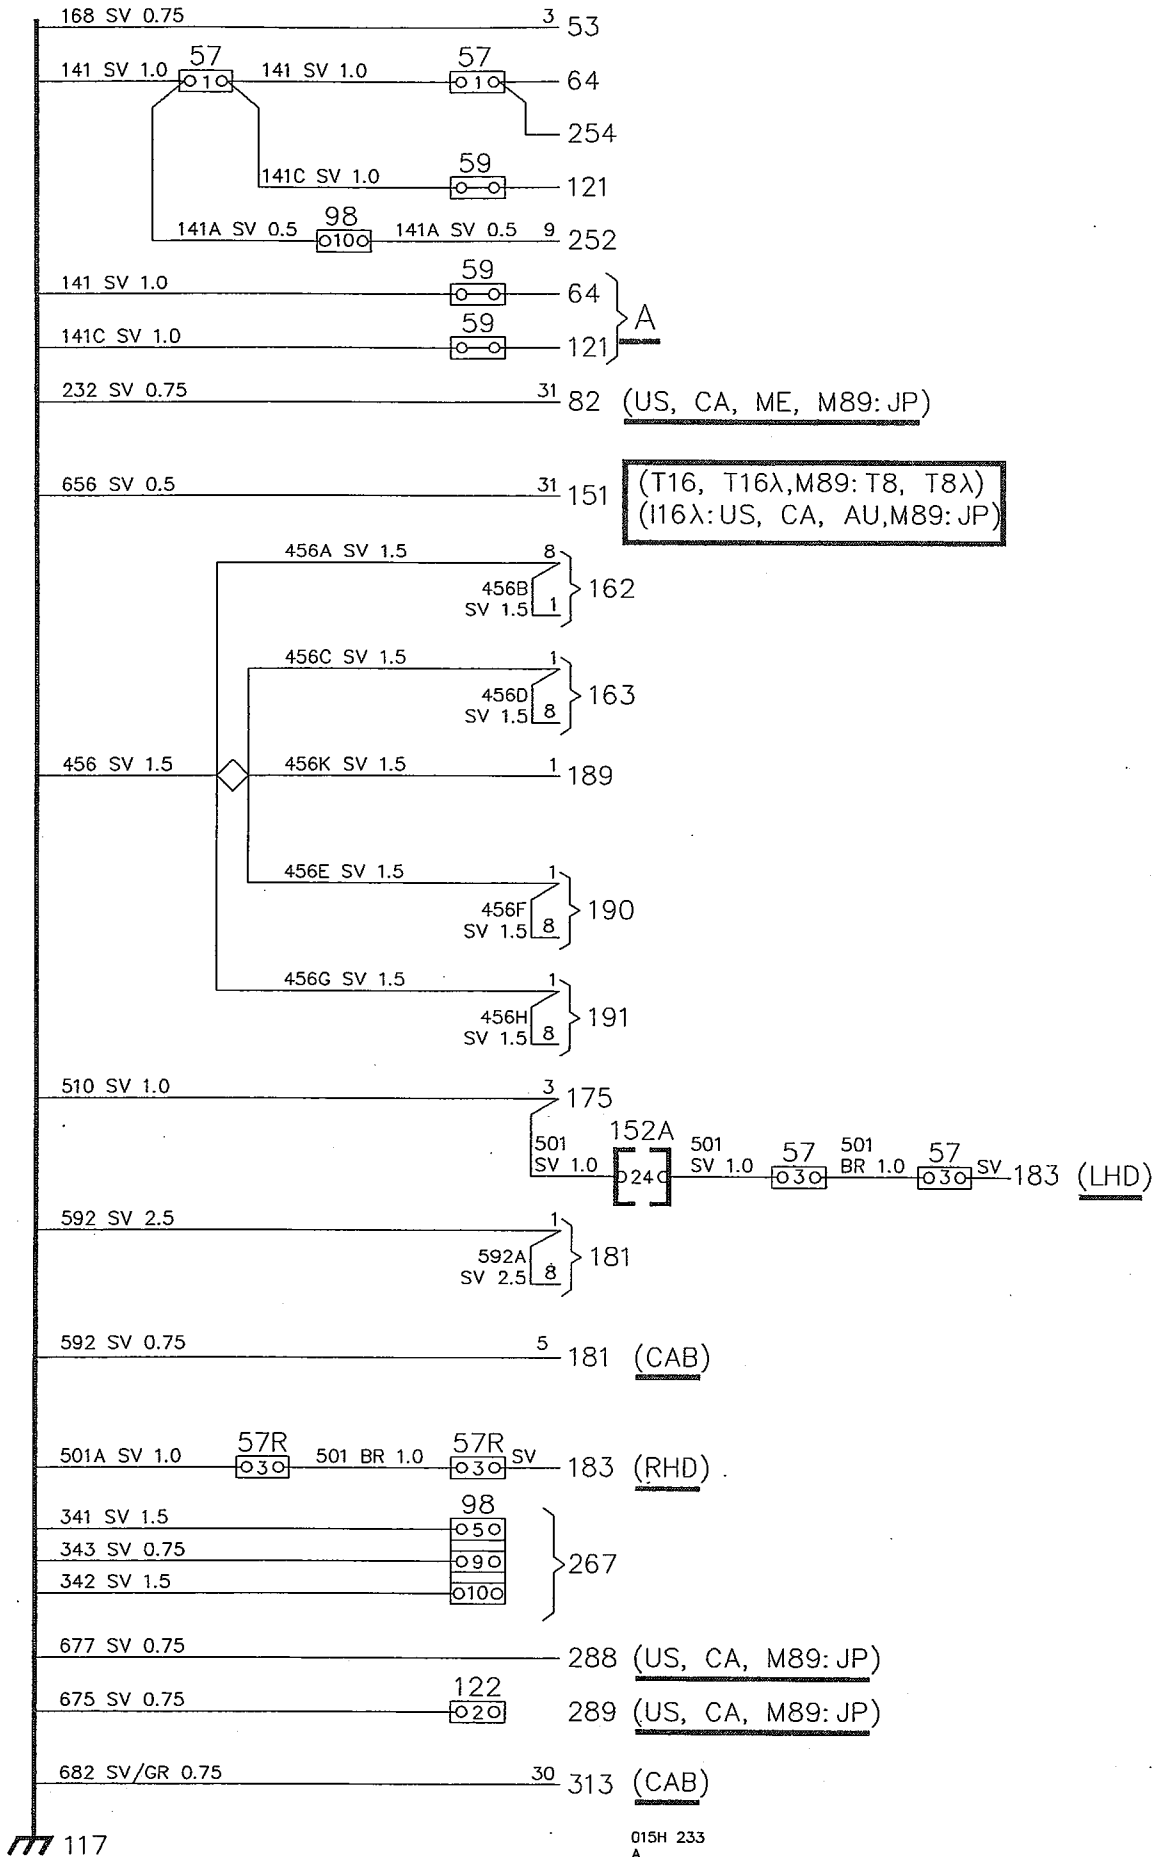 168 SV 0.75 3 53
57 57
141 SV 1.0 1 141 SV 1.0 1 64
254
59
141C SV 1.0 121
98
141A SV 0.5 10 141A SV 0.5 9 252
59
141 SV 1.0 64
A
59
141C SV 1.0 121
232 SV 0.75 31 82 (US, CA, ME, M89:JP)
656 SV 0.5 31 151
(T16, T16λ,M89:T8, T8λ)
(I16λ:US, CA, AU,M89:JP)
456A SV 1.5 8
456B
SV 1.5 1
162
456C SV 1.5 1
456D
SV 1.5 8
163
456 SV 1.5 456K SV 1.5 1 189
456E SV 1.5 1
456F
SV 1.5 8
190
456G SV 1.5 1
456H
SV 1.5 8
191
510 SV 1.0 3 175
152A
501
SV 1.0
24
501
SV 1.0
57
3
501
BR 1.0
57
3
SV 183 (LHD)
592 SV 2.5 1
592A
SV 2.5 8
181
592 SV 0.75 5 181 (CAB)
57R 57R
501A SV 1.0 3 501 BR 1.0 3 SV 183 (RHD)
98
341 SV 1.5 5
343 SV 0.75 9
267
342 SV 1.5 10
677 SV 0.75 288 (US, CA, M89:JP)
122
675 SV 0.75 2 289 (US, CA, M89:JP)
682 SV/GR 0.75 30 313 (CAB)
117
015H 233
A